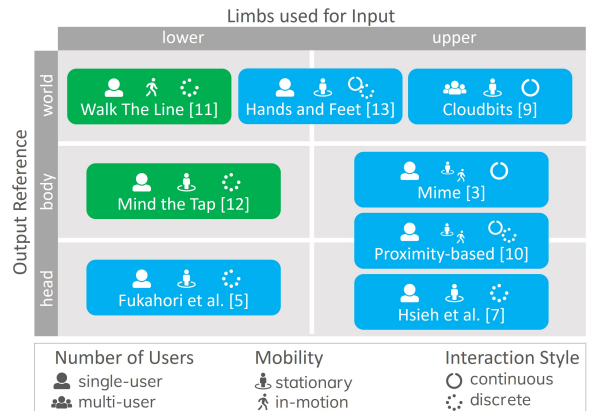 Limbs used for Input
lower upper
Output Reference
world
Walk The Line [11] Hands and Feet [13] Cloudbits [9]
body
Mind the Tap [12] Mime [3]
Proximity-based [10]
head
Fukahori et al. [5] Hsieh et al. [7]
Number of Users Mobility Interaction Style
single-user stationary continuous
multi-user in-motion discrete